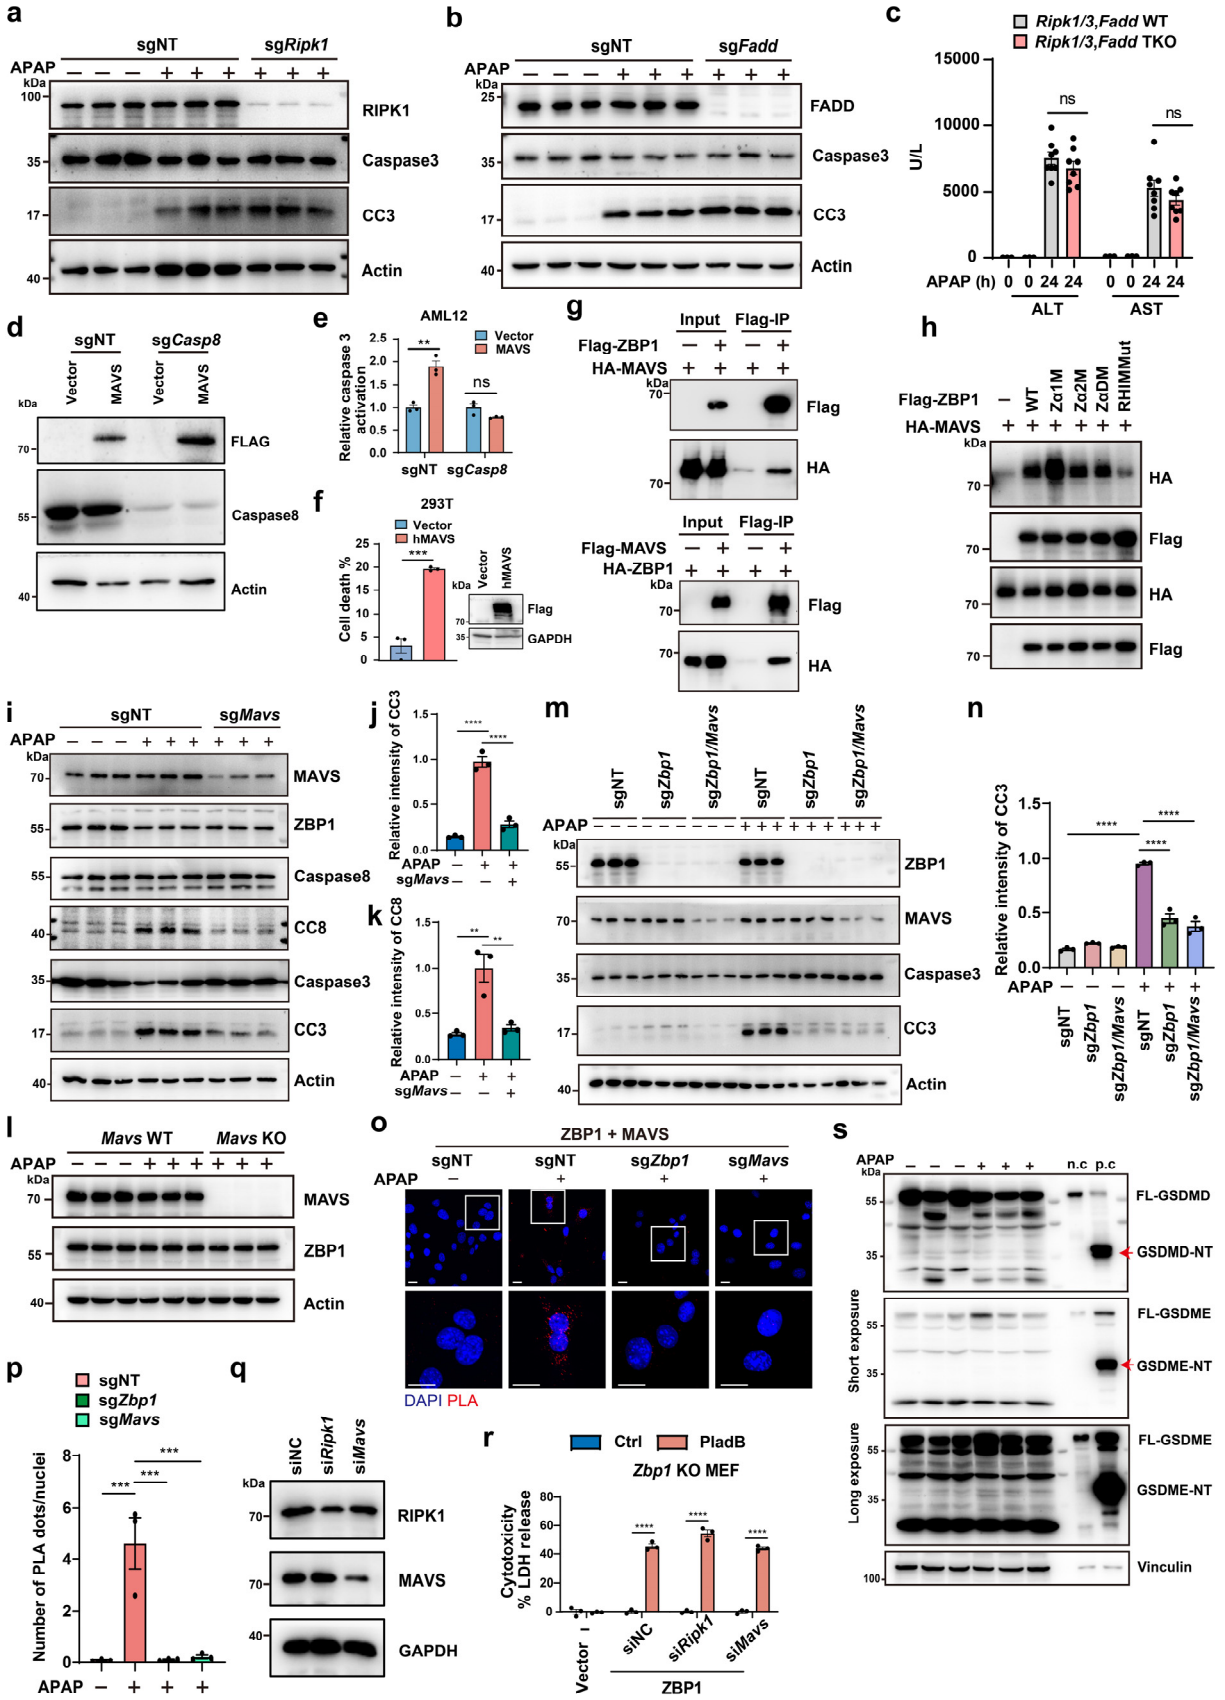 a
sgNT sgRipk1
APAP − − − + + + + + +
kDa
100
RIPK1
35
Caspase3
17
CC3
40
Actin
b
sgNT sgFadd
APAP − − − + + + + + +
kDa
25
FADD
35
Caspase3
17
CC3
40
Actin
c
Ripk1/3,Fadd WT
Ripk1/3,Fadd TKO
15000
10000
5000
0
U/L
ns
ns
APAP (h) 0 0 24 24 0 0 24 24
ALT AST
d
sgNT sgCasp8
Vector MAVS Vector MAVS
kDa
70
FLAG
55
Caspase8
40
Actin
e
AML12
Vector
MAVS
Relative caspase 3
activation
2.5
2.0
1.5
1.0
0.5
0.0
**
ns
sgNT sgCasp8
f
293T
Vector
hMAVS
Cell death %
25
20
15
10
5
0
***
kDa
Vector hMAVS
70
Flag
35
GAPDH
g
Input Flag-IP
Flag-ZBP1 − + − +
HA-MAVS + + + +
kDa
70
Flag
70
HA
Input Flag-IP
Flag-MAVS − + − +
HA-ZBP1 + + + +
kDa
70
Flag
70
HA
h
Flag-ZBP1 − WT Zα1M Zα2M ZαDM RHIMMut
HA-MAVS + + + + + +
kDa
70
HA
70
Flag
HA
70
Flag
i
sgNT sgMavs
APAP − − − + + + + + +
kDa
70
MAVS
55
ZBP1
55
Caspase8
40
CC8
35
Caspase3
17
CC3
40
Actin
j
Relative intensity of CC3
1.5
1.0
0.5
0.0
****
****
APAP − + +
sgMavs − − +
k
Relative intensity of CC8
1.5
1.0
0.5
0.0
**
**
APAP − + +
sgMavs − − +
l
Mavs WT Mavs KO
APAP − − − + + + + + +
70
MAVS
55
ZBP1
40
Actin
m
sgNT sgZbp1 sgZbp1/Mavs sgNT sgZbp1 sgZbp1/Mavs
APAP − − − − − − − − − + + + + + + + + +
kDa
55
ZBP1
70
MAVS
35
Caspase3
17
CC3
40
Actin
n
Relative intensity of CC3
1.5
1.0
0.5
0.0
****
****
****
APAP − − − + + +
sgNT sgZbp1 sgZbp1/Mavs sgNT sgZbp1 sgZbp1/Mavs
o
ZBP1 + MAVS
sgNT sgNT sgZbp1 sgMavs
APAP − + + +
DAPI PLA
p
sgNT
sgZbp1
sgMavs
Number of PLA dots/nuclei
8
6
4
2
0
***
***
***
APAP − + + +
q
siNC siRipk1 siMavs
kDa
70
RIPK1
70
MAVS
40
GAPDH
r
Ctrl PladB
Zbp1 KO MEF
Cytotoxicity
% LDH release
80
60
40
20
0
****
****
****
Vector − siNC siRipk1 siMavs
ZBP1
s
APAP − − − + + + n.c p.c
kDa
55
FL-GSDMD
35
GSDMD-NT
Short exposure
FL-GSDME
55
35
GSDME-NT
Long exposure
FL-GSDME
55
35
GSDME-NT
100
Vinculin